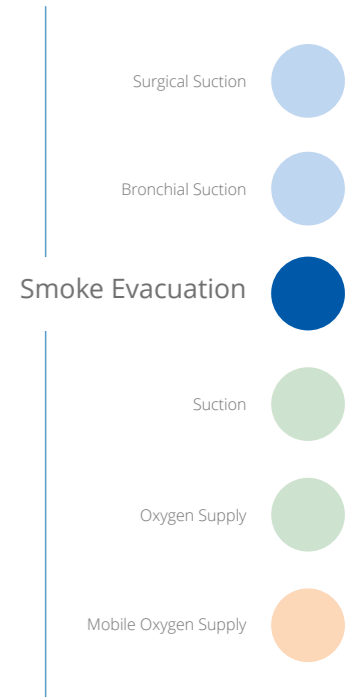 Surgical Suction
Bronchial Suction
Smoke Evacuation
Suction
Oxygen Supply
Mobile Oxygen Supply